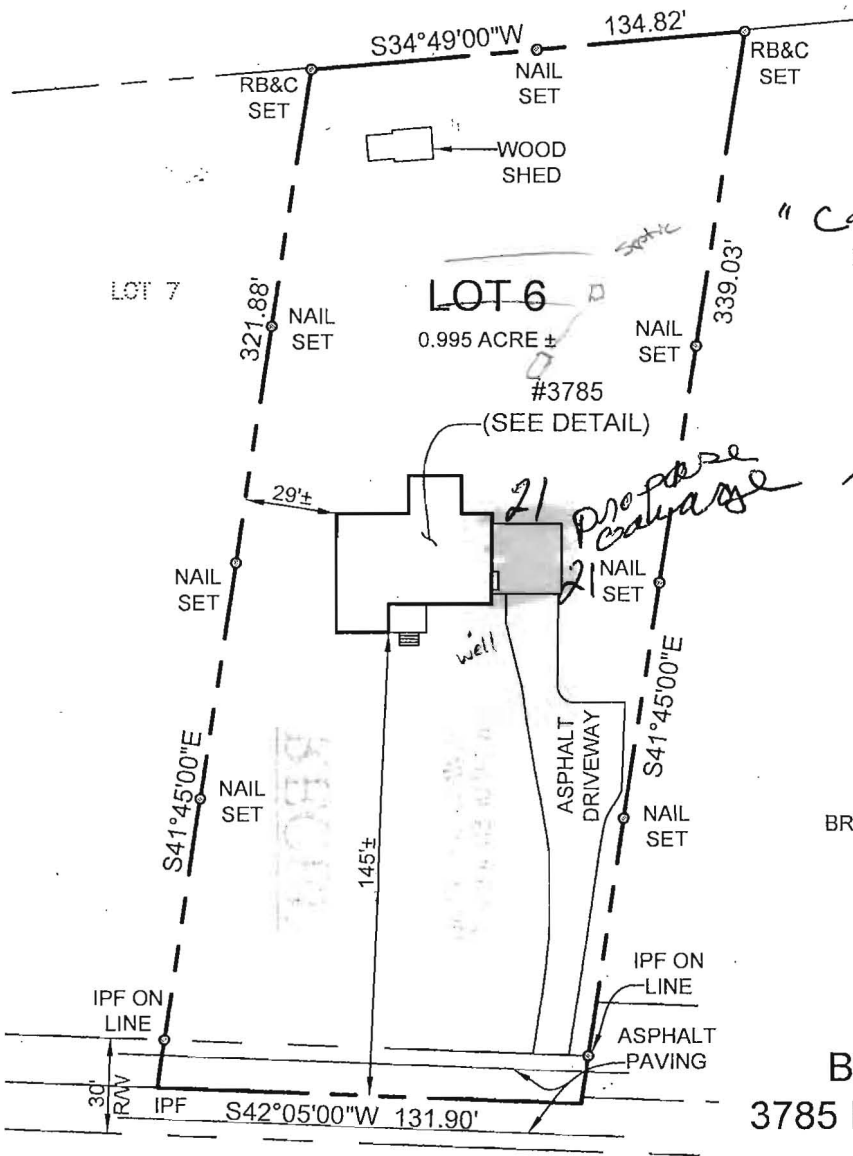 S34°49'00"W 134.82'
RB&C
SET
NAIL
SET
RB&C
SET
WOOD
SHED
septic
LOT 7
LOT 6
0.995 ACRE ±
321.88'
339.03'
NAIL
SET
NAIL
SET
#3785
(SEE DETAIL)
29'±
21
propose
21
NAIL
SET
NAIL
SET
well
S41°45'00"E
S41°45'00"E
ASPHALT
DRIVEWAY
NAIL
SET
NAIL
SET
BR
145'±
IPF ON
LINE
IPF ON
LINE
ASPHALT
PAVING
30'
R/W
IPF
S42°05'00"W 131.90'
B
3785